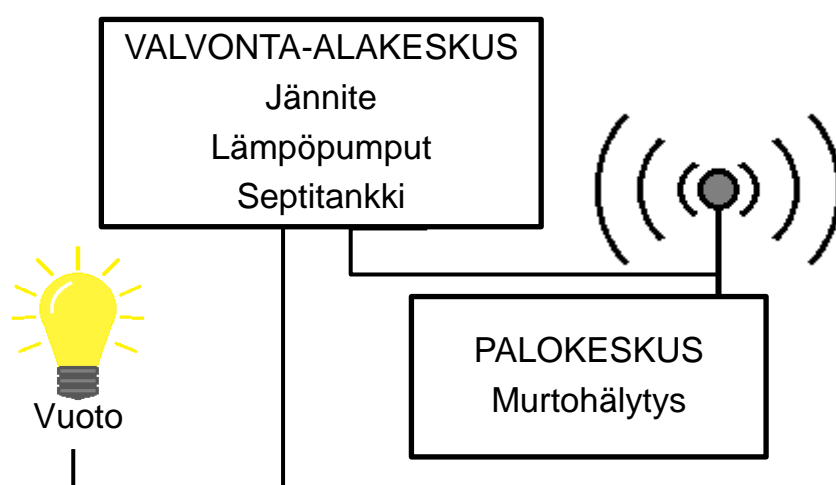 VALVONTA-ALAKESKUS
Jännite
Lämpöpumput
Septitankki
Vuoto
PALOKESKUS
Murtohälytys